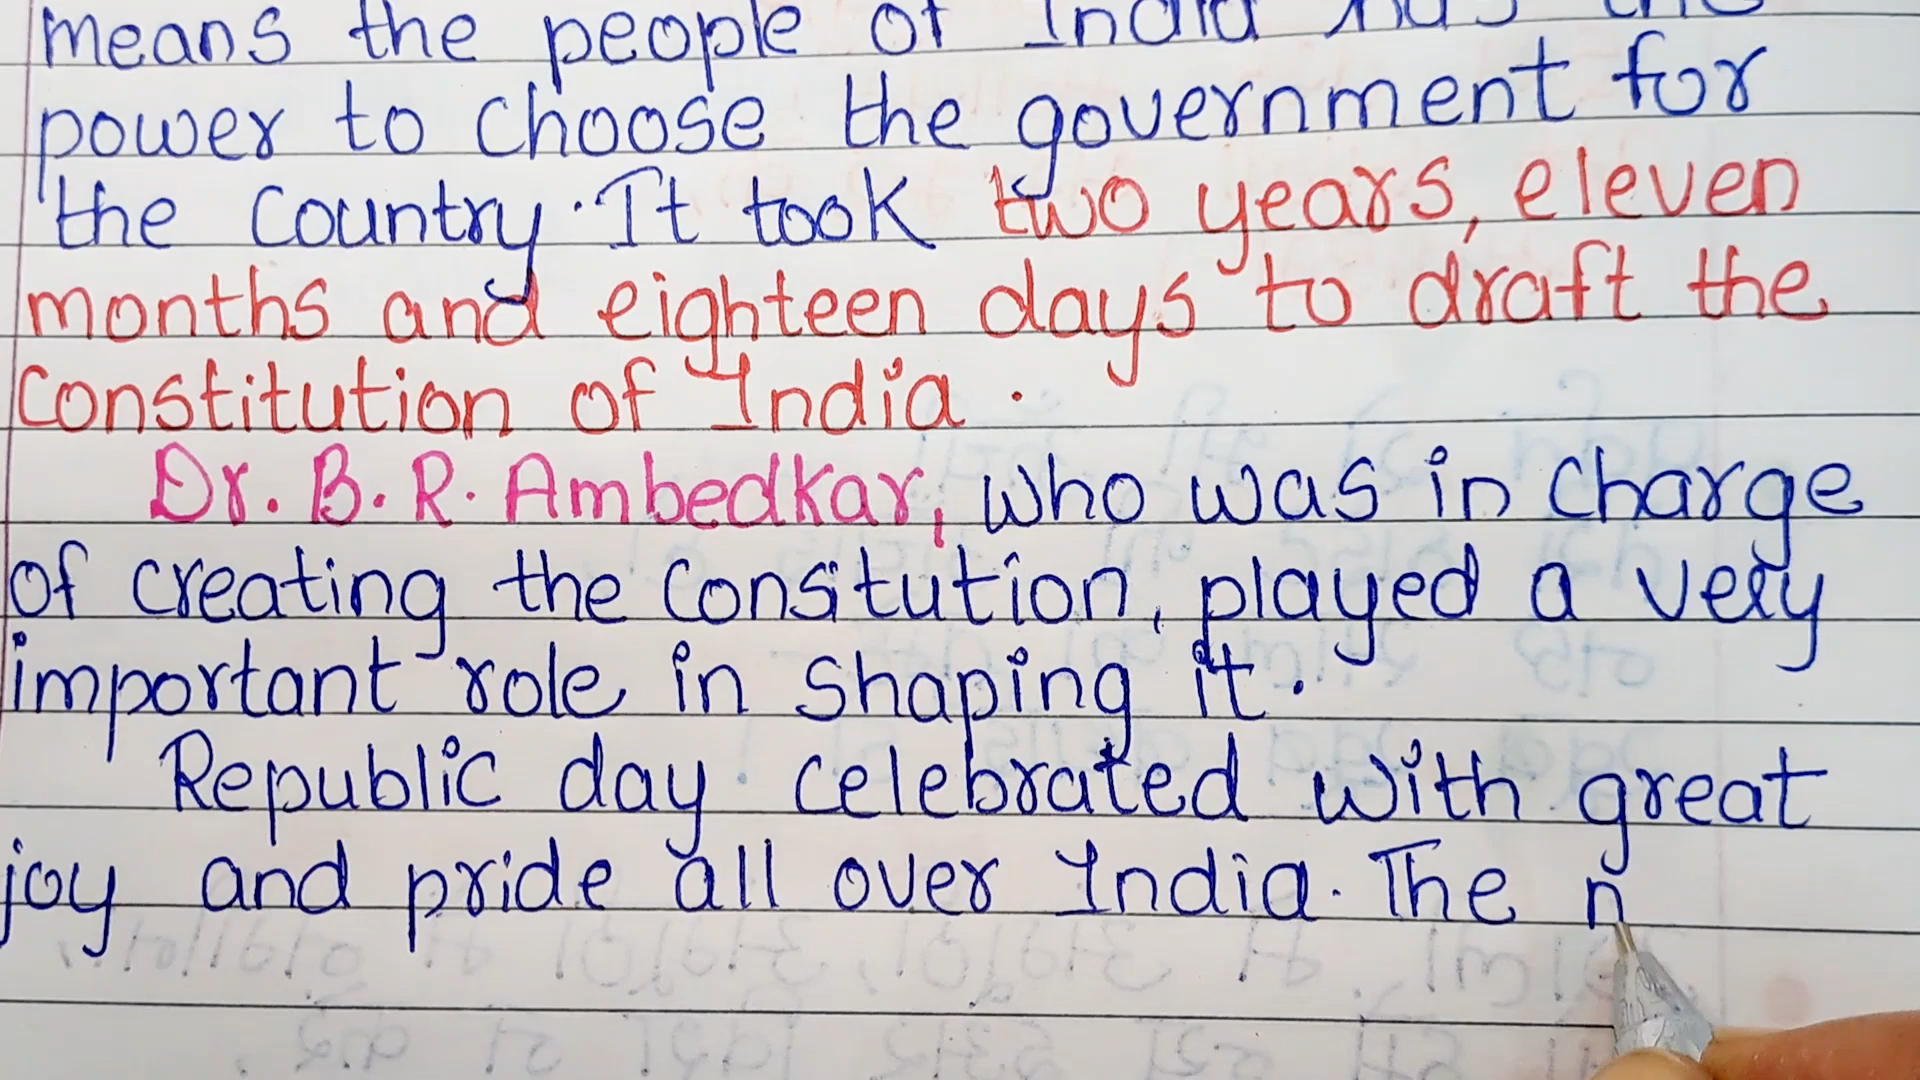 means the people of India has the
power to choose the government for
the country. It took two years, eleven
months and eighteen days to draft the
constitution of India.
Dr. B. R. Ambedkar, who was in charge
of creating the constitution, played a very
important role in shaping it.
Republic day celebrated with great
joy and pride all over India. The n